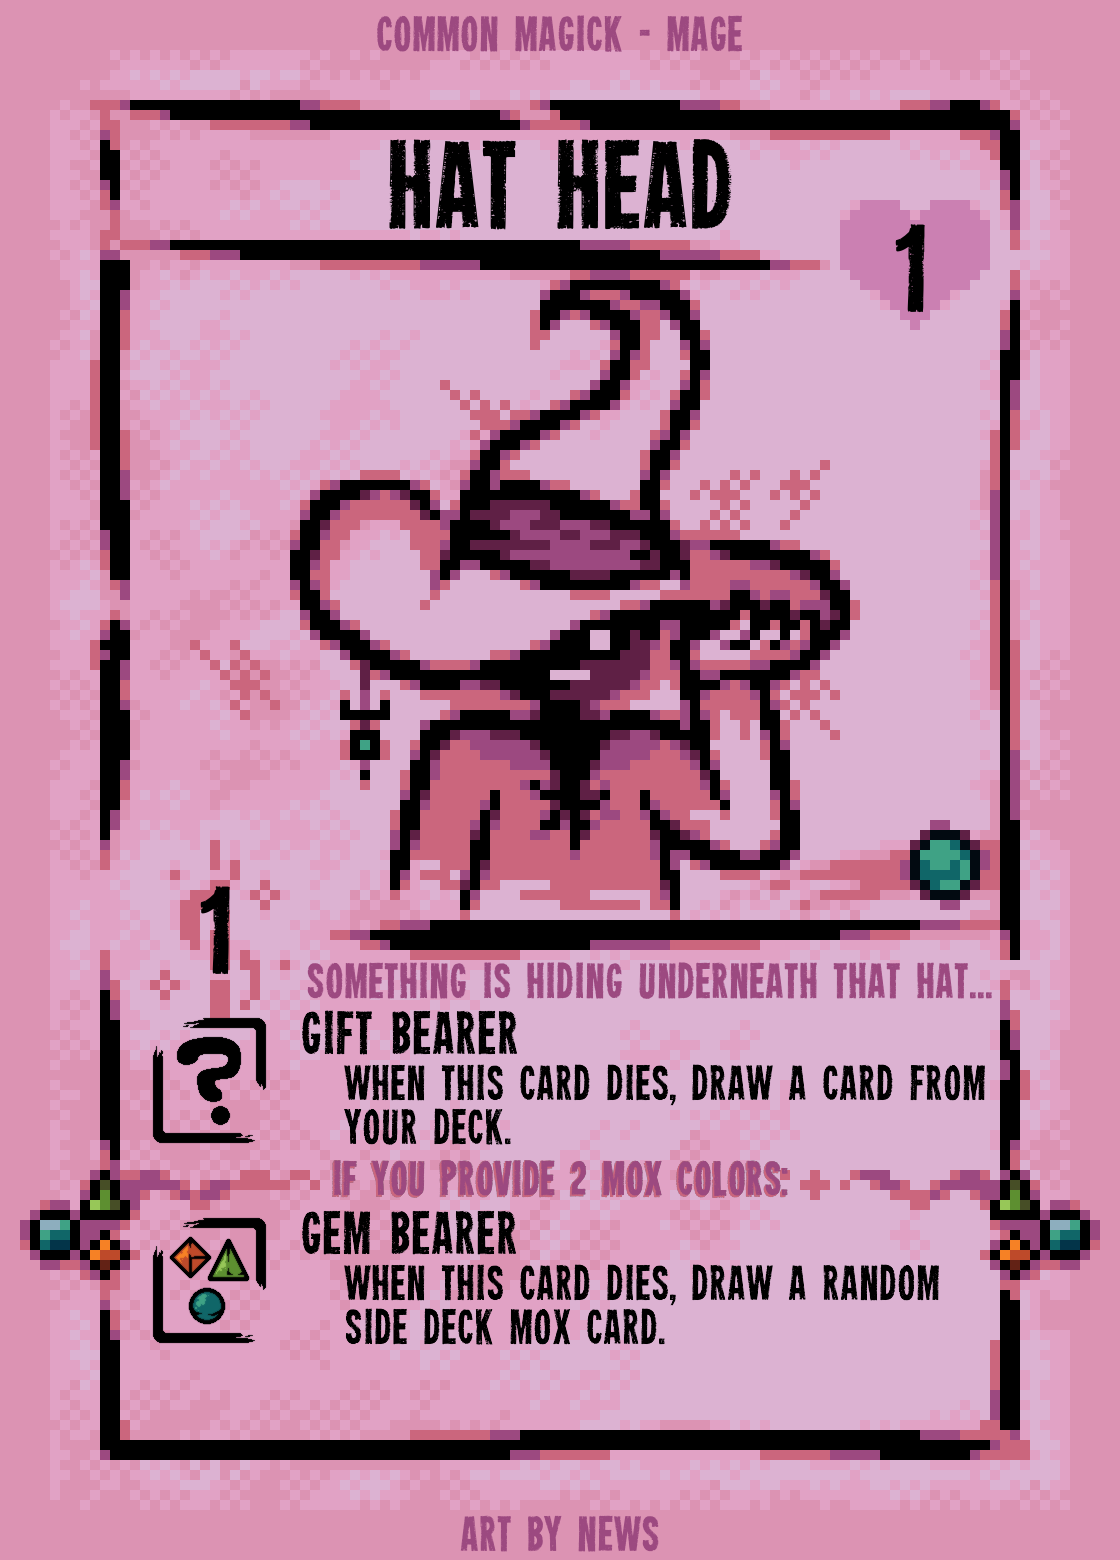 COMMON MAGICK - MAGE
HAT HEAD
1
1
SOMETHING IS HIDING UNDERNEATH THAT HAT...
GIFT BEARER
WHEN THIS CARD DIES, DRAW A CARD FROM
YOUR DECK.
?
IF YOU PROVIDE 2 MOX COLORS:
GEM BEARER
WHEN THIS CARD DIES, DRAW A RANDOM
SIDE DECK MOX CARD.
ART BY NEWS